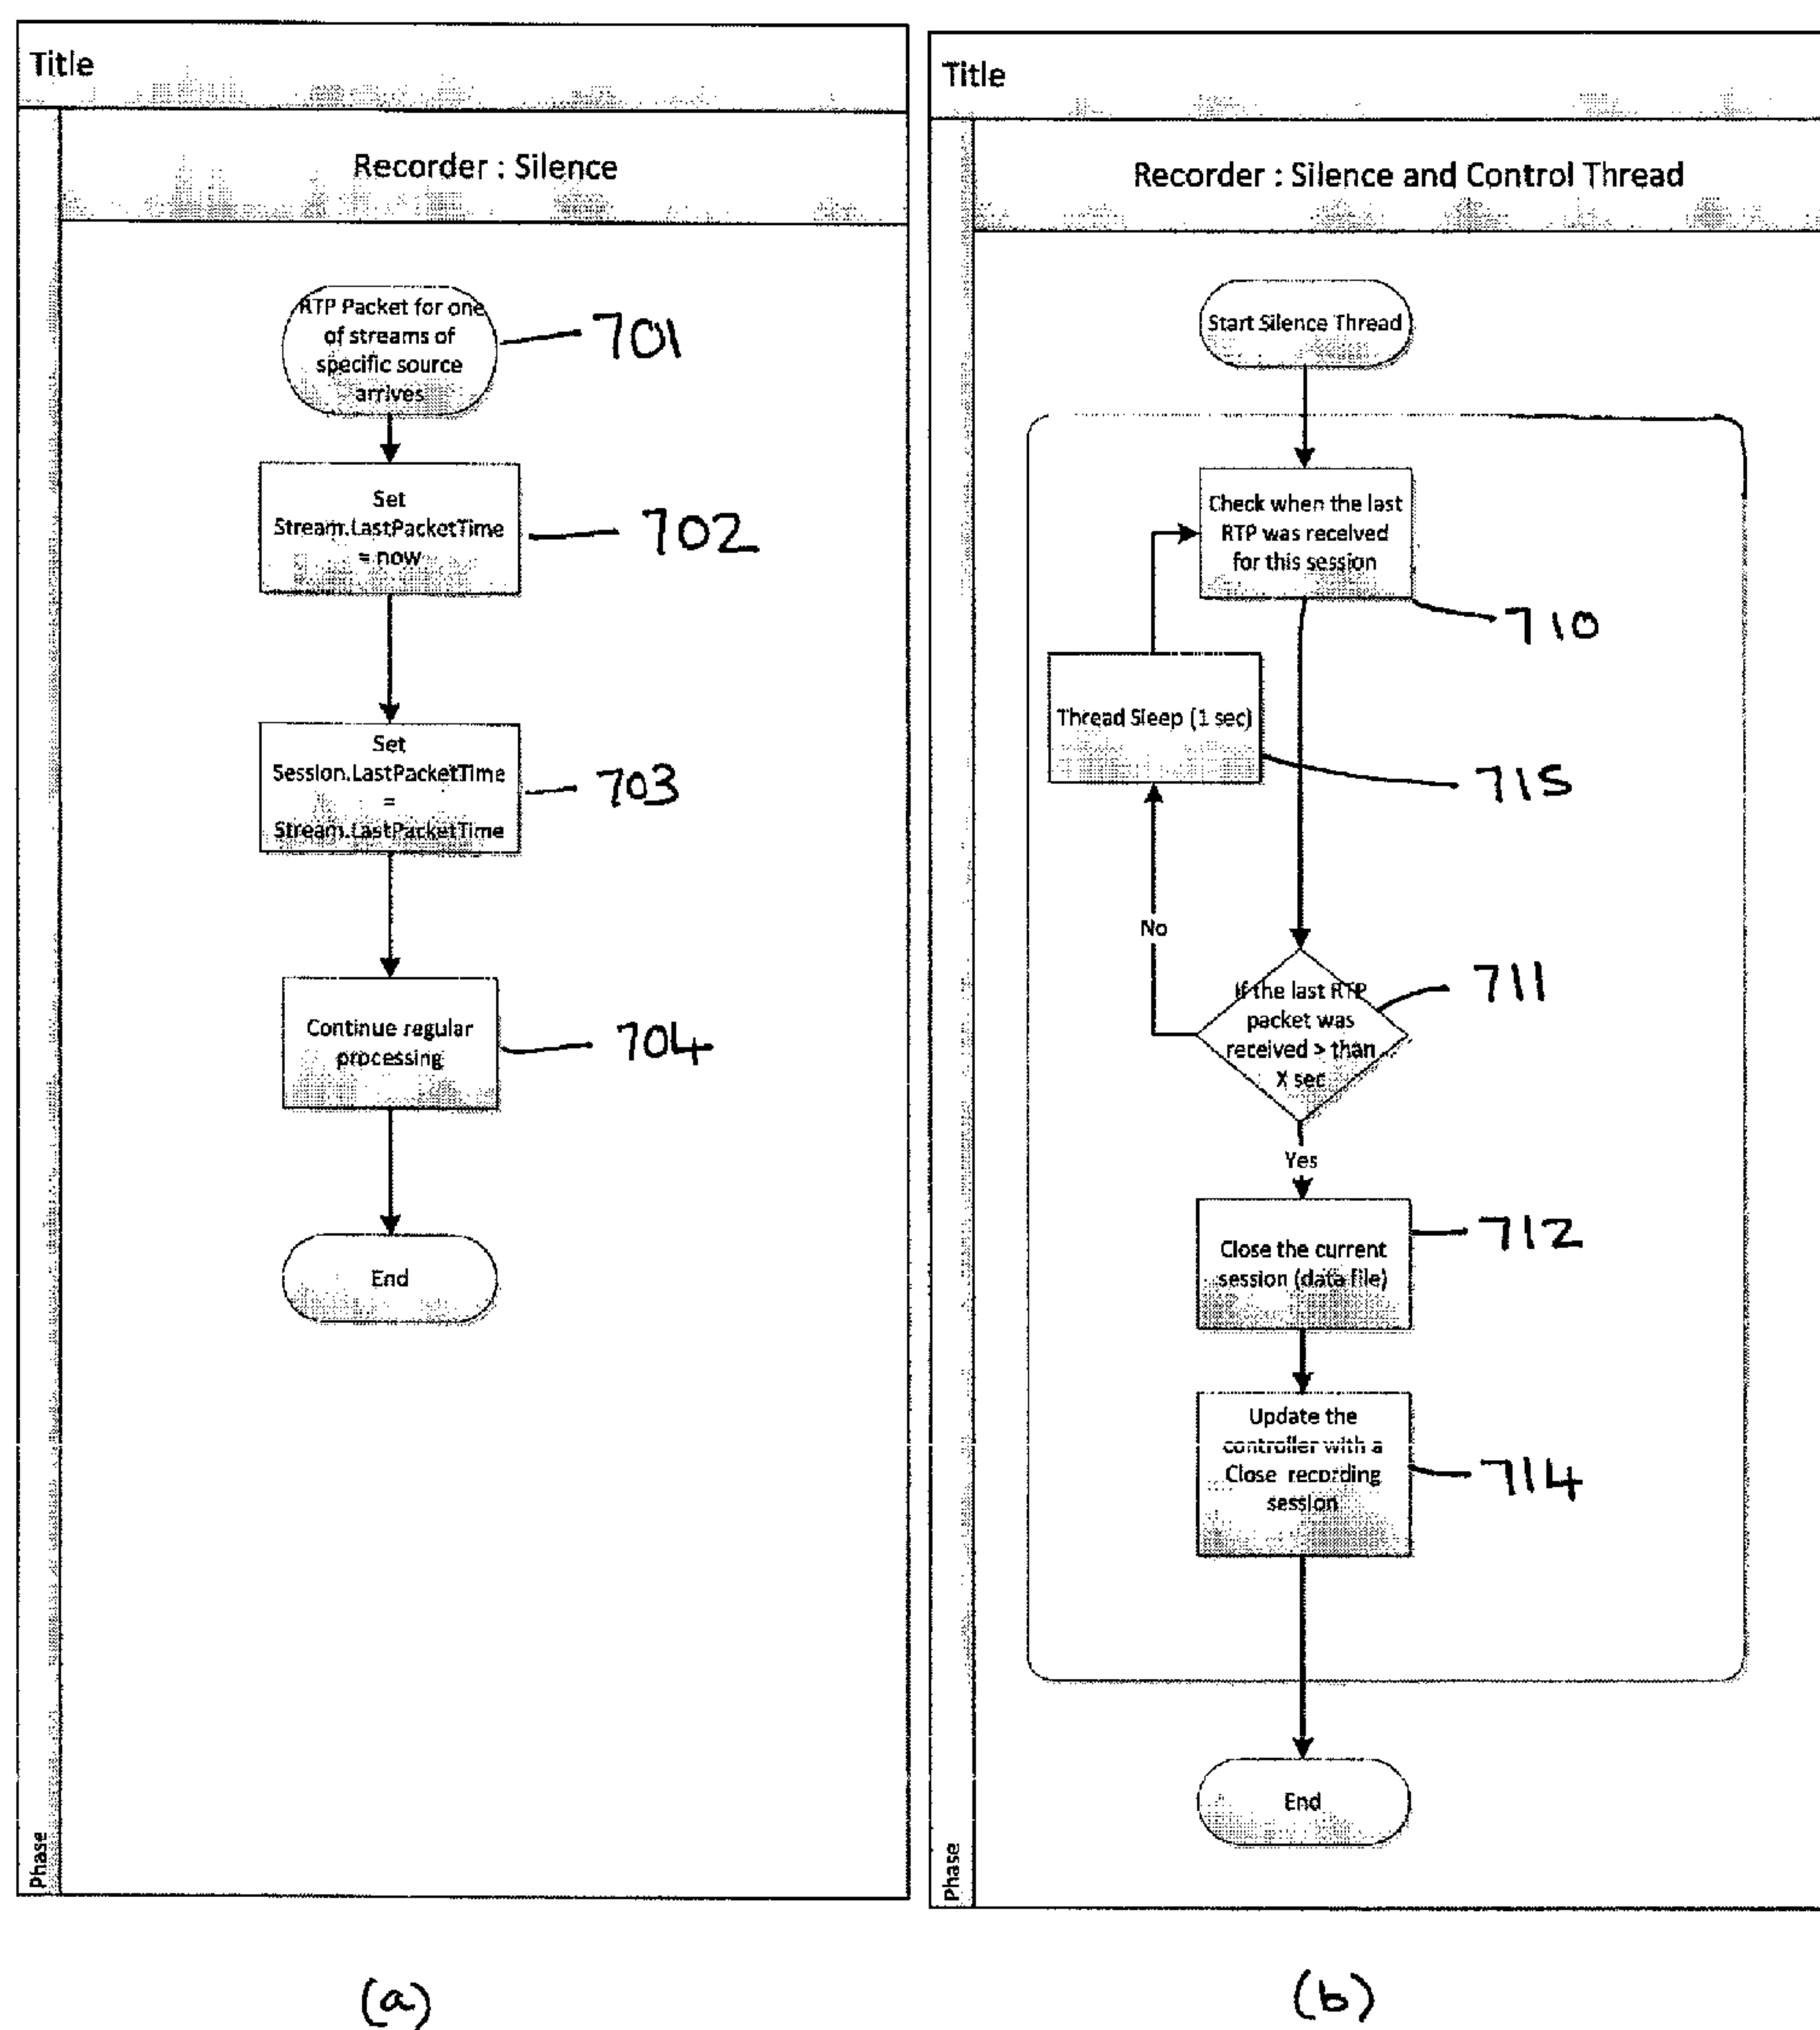 Title
Recorder : Silence
RTP Packet for one
of streams of
specific source
arrives
701
Set
Stream.LastPacketTime
= now
702
Set
Session.LastPacketTime
=
Stream.LastPacketTime
703
Continue regular
processing
704
End
Phase
(a)
Title
Recorder : Silence and Control Thread
Start Silence Thread
Check when the last
RTP was received
for this session
710
Thread Sleep (1 sec)
715
No
If the last RTP
packet was
received > than
X sec
711
Yes
Close the current
session (data file)
712
Update the
controller with a
Close recording
session
714
End
Phase
(b)